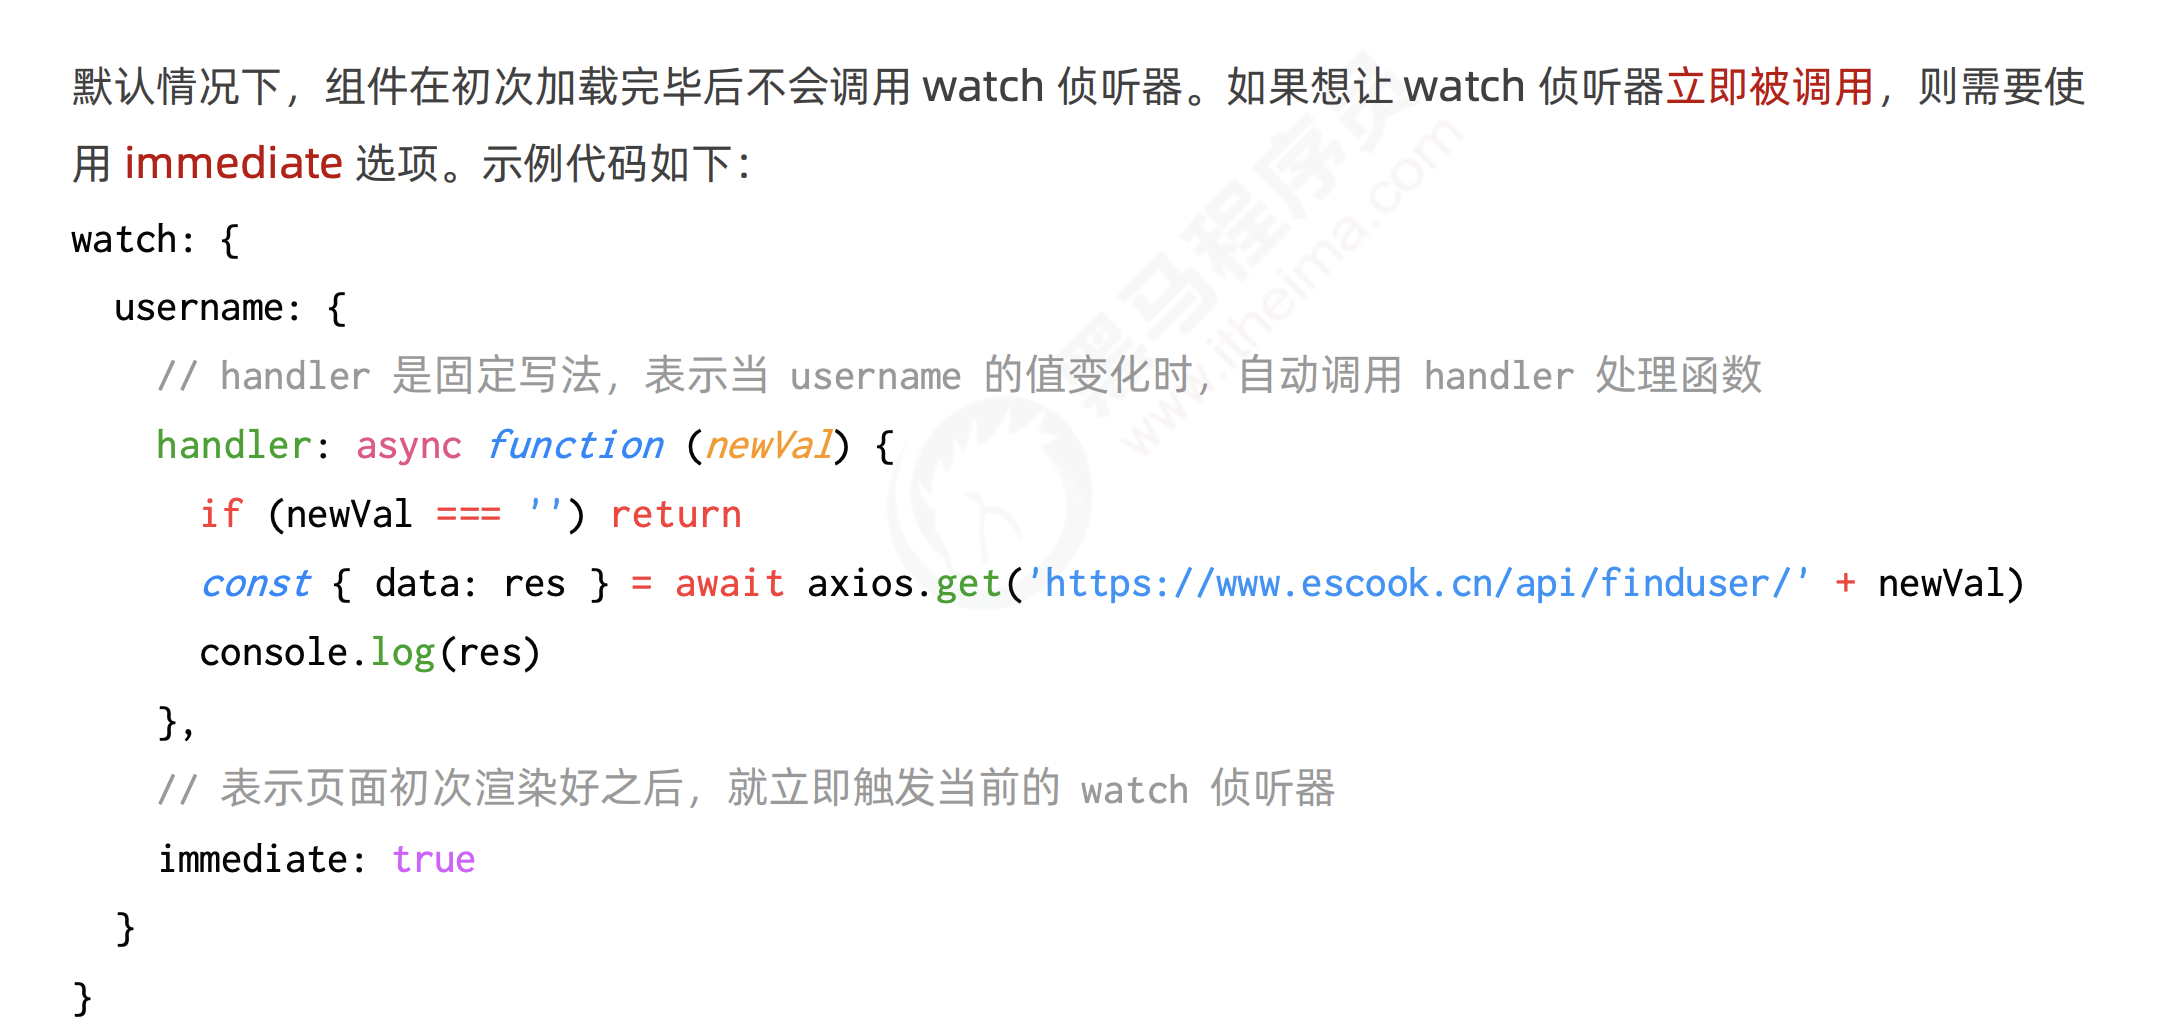 默认情况下，组件在初次加载完毕后不会调用 watch 侦听器。如果想让 watch 侦听器立即被调用，则需要使
用 immediate 选项。示例代码如下：
watch: {
  username: {
    // handler 是固定写法，表示当 username 的值变化时，自动调用 handler 处理函数
    handler: async function (newVal) {
      if (newVal === '') return
      const { data: res } = await axios.get('https://www.escook.cn/api/finduser/' + newVal)
      console.log(res)
    },
    // 表示页面初次渲染好之后，就立即触发当前的 watch 侦听器
    immediate: true
  }
}
黑马程序员
www.itheima.com